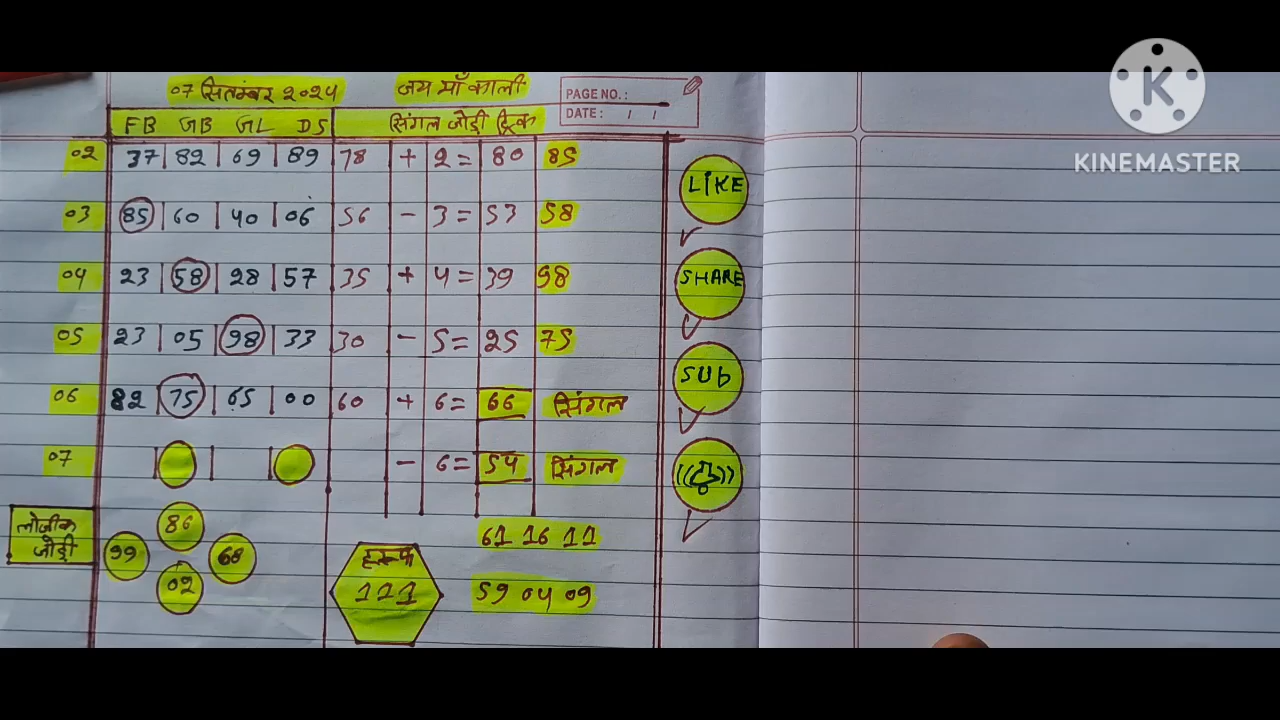 07 सितम्बर 2024 जय माँ काली
PAGE NO.:
DATE: / /
FB GB GL DS सिंगल जोड़ी ट्रिक
02 37 82 69 89 78 + 2 = 80 85
03 85 60 40 06 56 - 3 = 53 58
04 23 58 28 57 35 + 4 = 39 98
05 23 05 98 33 30 - 5 = 25 75
06 82 75 65 00 60 + 6 = 66 सिंगल
07 - 6 = 54 सिंगल
LIKE
SHARE
SUB
लोजीक
जोड़ी
86
99 68
02
हरूफ
111
61 16 11
59 04 09
K
KINEMASTER